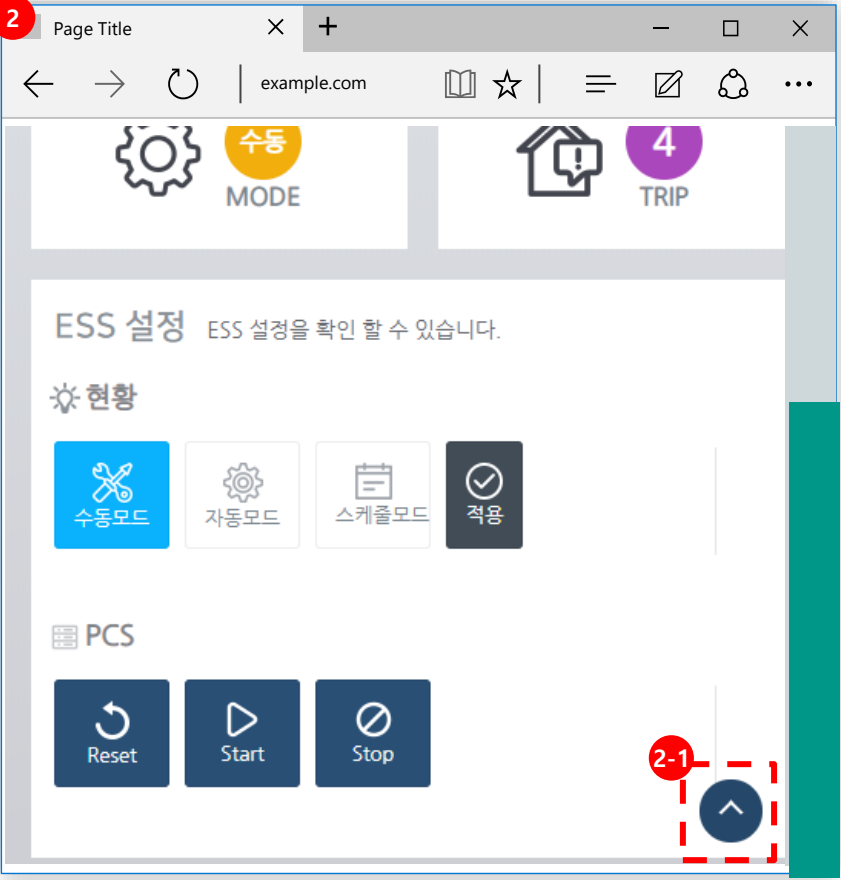 2
Page Title
example.com
수동
MODE
4
TRIP
ESS 설정 ESS 설정을 확인 할 수 있습니다.
현황
수동모드
자동모드
스케줄모드
적용
PCS
Reset
Start
Stop
2-1